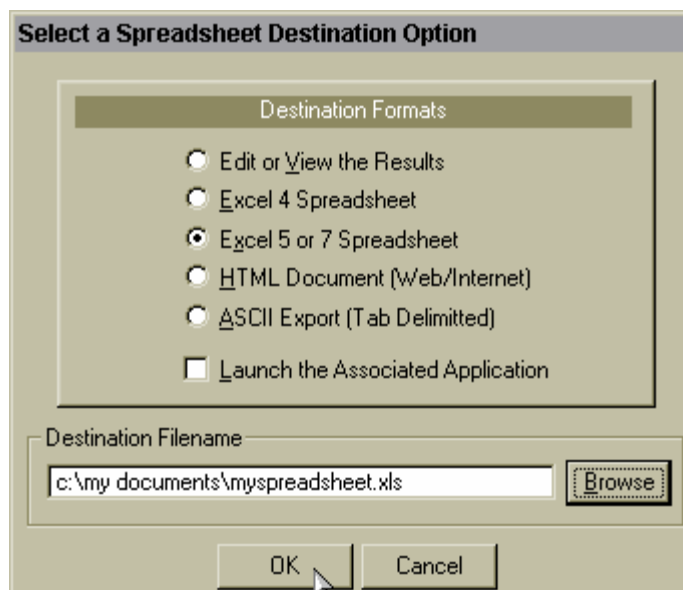 Select a Spreadsheet Destination Option
Destination Formats
Edit or View the Results
Excel 4 Spreadsheet
Excel 5 or 7 Spreadsheet
HTML Document (Web/Internet)
ASCII Export (Tab Delimitted)
Launch the Associated Application
Destination Filename
c:\my documents\myspreadsheet.xls Browse
OK Cancel